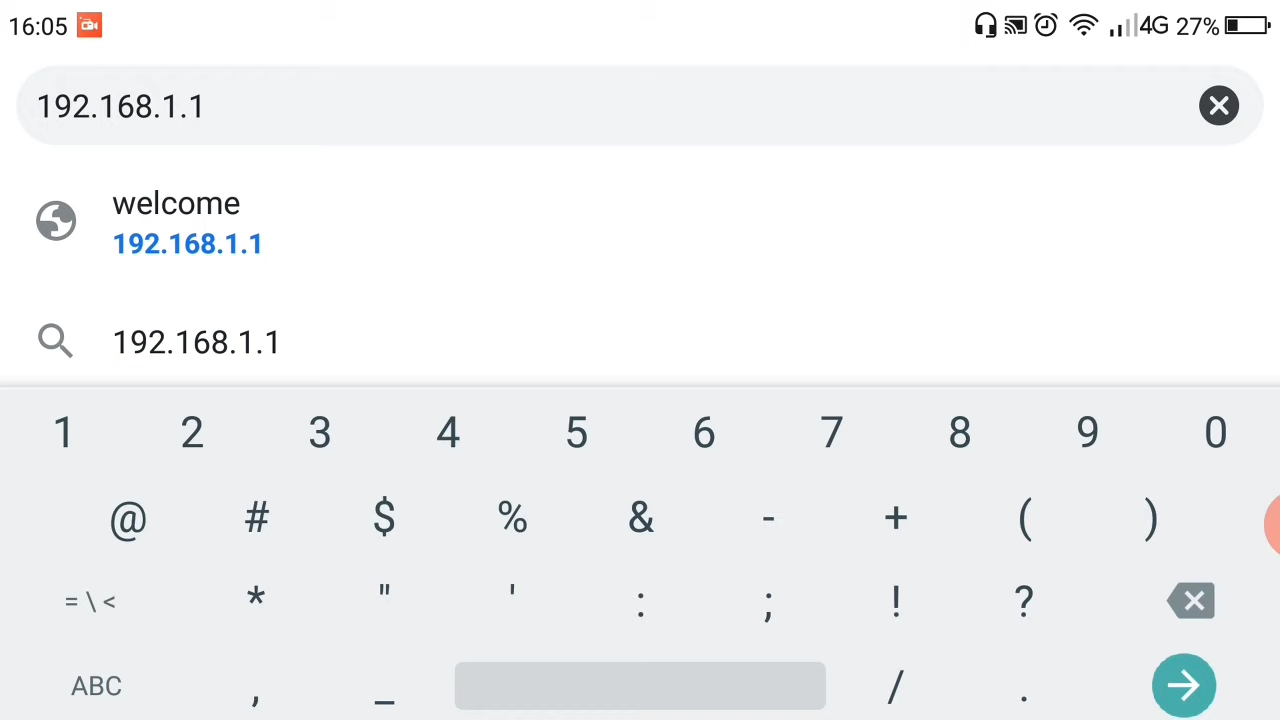 16:05 4G 27%
192.168.1.1
welcome
192.168.1.1
192.168.1.1
1 2 3 4 5 6 7 8 9 0
@ # $ % & - + ( )
= \ < * " ' : ; ! ?
ABC , _ / .